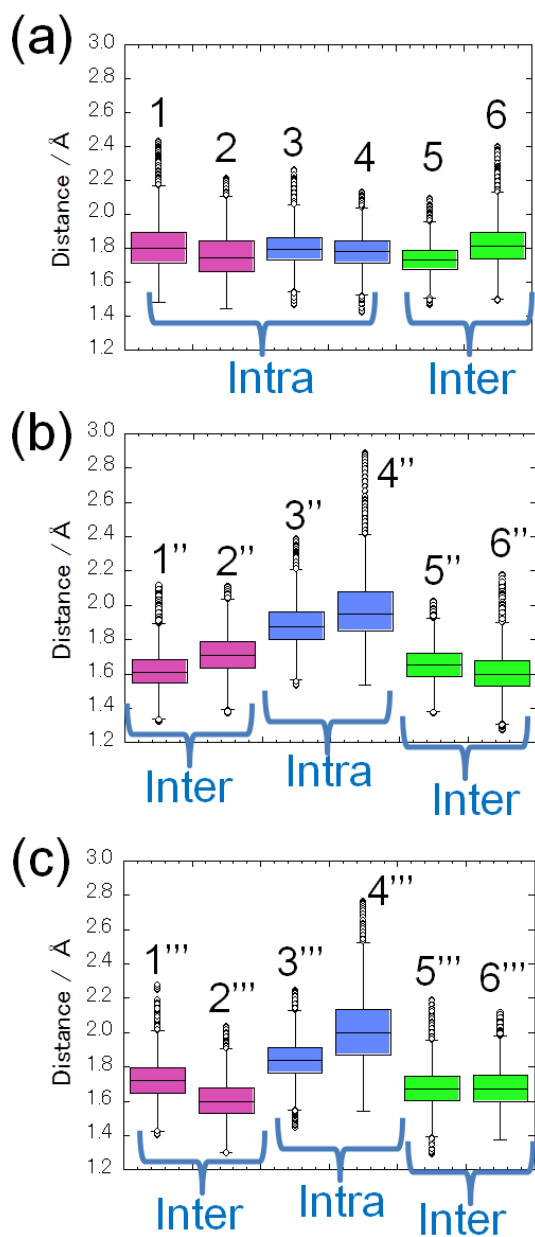 (a)
3.0
2.8
2.6
2.4
2.2
2.0
1.8
1.6
1.4
1.2
Distance / Å
1 2 3 4 5 6
Intra Inter
(b)
3.0
2.8
2.6
2.4
2.2
2.0
1.8
1.6
1.4
1.2
Distance / Å
1’’ 2’’ 3’’ 4’’ 5’’ 6’’
Inter Intra Inter
(c)
3.0
2.8
2.6
2.4
2.2
2.0
1.8
1.6
1.4
1.2
Distance / Å
1’’’ 2’’’ 3’’’ 4’’’ 5’’’ 6’’’
Inter Intra Inter